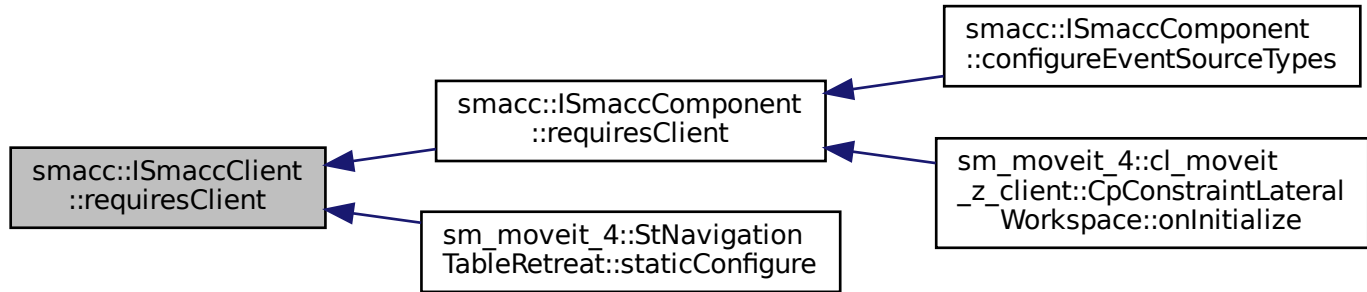 smacc::ISmaccClient
::requiresClient
smacc::ISmaccComponent
::requiresClient
sm_moveit_4::StNavigation
TableRetreat::staticConfigure
smacc::ISmaccComponent
::configureEventSourceTypes
sm_moveit_4::cl_moveit
_z_client::CpConstraintLateral
Workspace::onInitialize